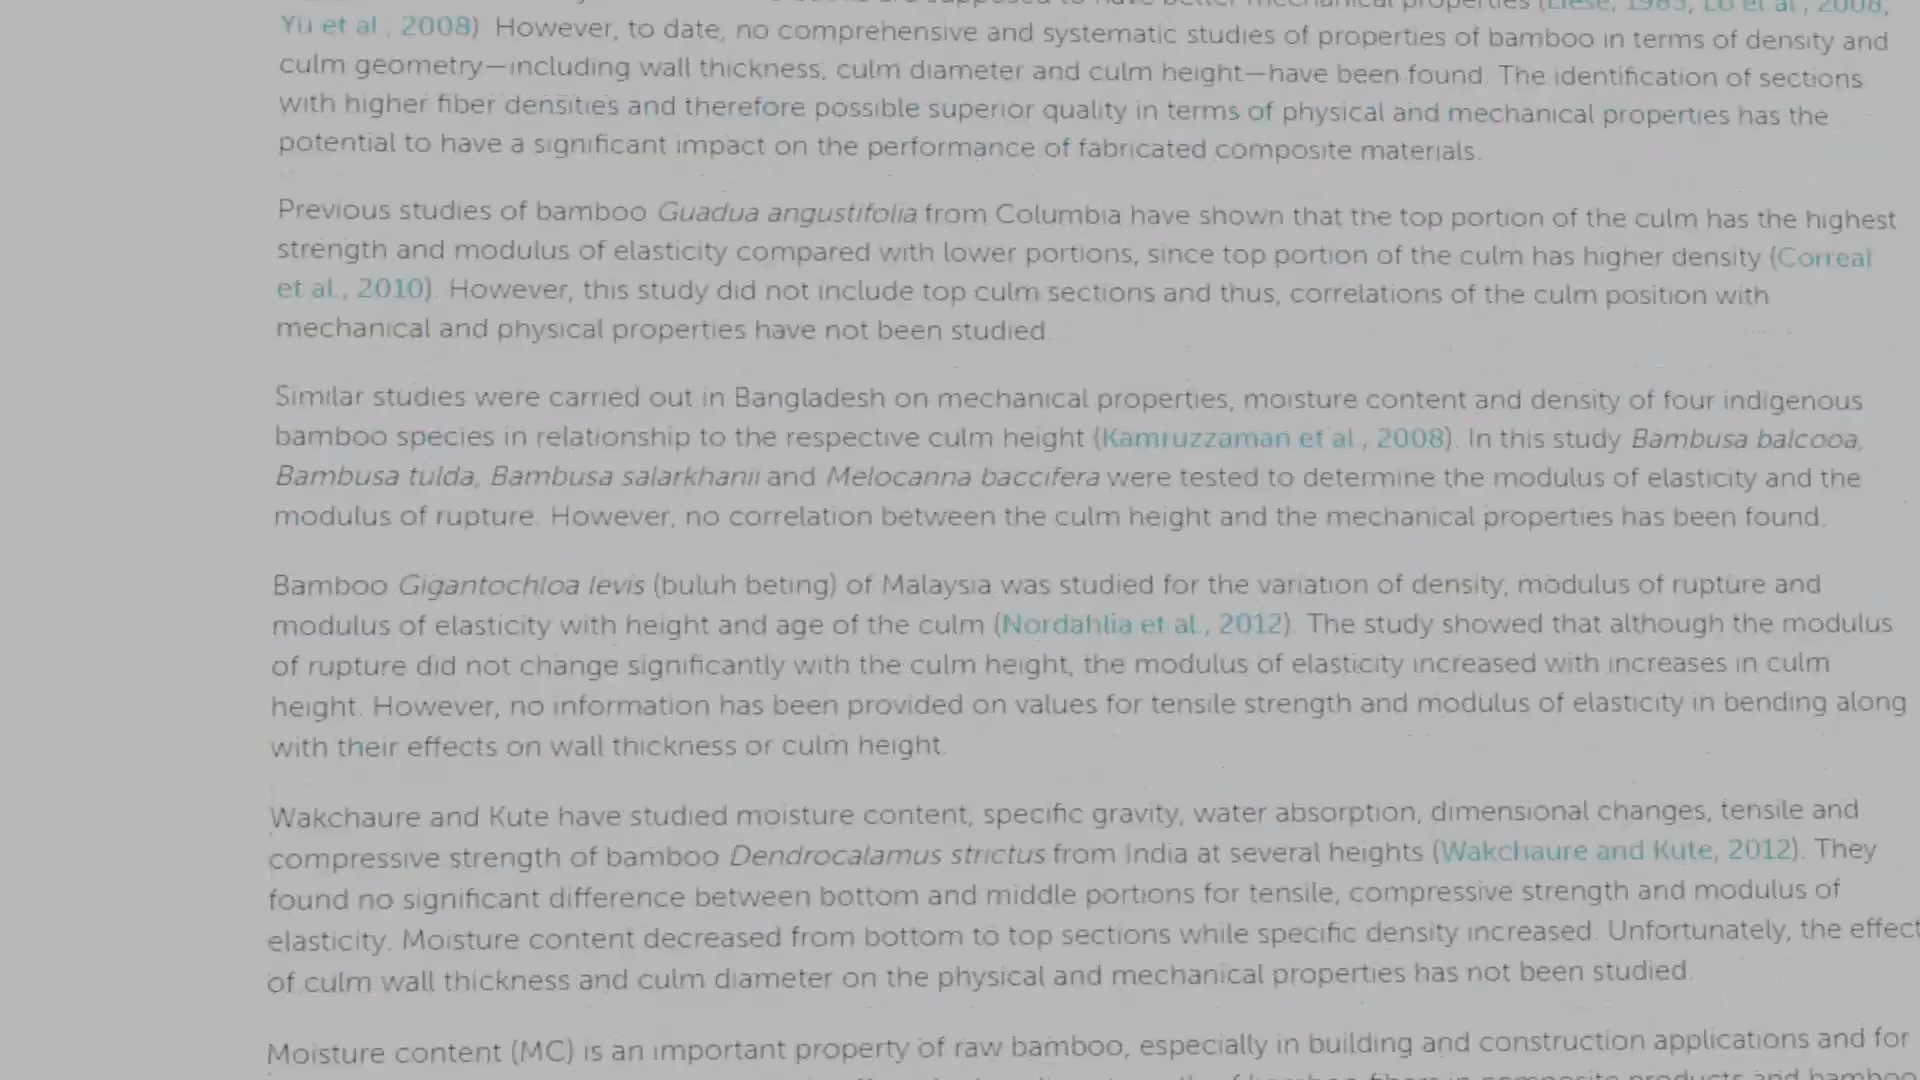 mechanical properties (Liese, 1985; Lo et al., 2008;
Yu et al., 2008). However, to date, no comprehensive and systematic studies of properties of bamboo in terms of density and
culm geometry—including wall thickness, culm diameter and culm height—have been found. The identification of sections
with higher fiber densities and therefore possible superior quality in terms of physical and mechanical properties has the
potential to have a significant impact on the performance of fabricated composite materials.
Previous studies of bamboo Guadua angustifolia from Columbia have shown that the top portion of the culm has the highest
strength and modulus of elasticity compared with lower portions, since top portion of the culm has higher density (Correal
et al., 2010). However, this study did not include top culm sections and thus, correlations of the culm position with
mechanical and physical properties have not been studied.
Similar studies were carried out in Bangladesh on mechanical properties, moisture content and density of four indigenous
bamboo species in relationship to the respective culm height (Kamruzzaman et al., 2008). In this study Bambusa balcooa,
Bambusa tulda, Bambusa salarkhanii and Melocanna baccifera were tested to determine the modulus of elasticity and the
modulus of rupture. However, no correlation between the culm height and the mechanical properties has been found.
Bamboo Gigantochloa levis (buluh beting) of Malaysia was studied for the variation of density, modulus of rupture and
modulus of elasticity with height and age of the culm (Nordahlia et al., 2012). The study showed that although the modulus
of rupture did not change significantly with the culm height, the modulus of elasticity increased with increases in culm
height. However, no information has been provided on values for tensile strength and modulus of elasticity in bending along
with their effects on wall thickness or culm height.
Wakchaure and Kute have studied moisture content, specific gravity, water absorption, dimensional changes, tensile and
compressive strength of bamboo Dendrocalamus strictus from India at several heights (Wakchaure and Kute, 2012). They
found no significant difference between bottom and middle portions for tensile, compressive strength and modulus of
elasticity. Moisture content decreased from bottom to top sections while specific density increased. Unfortunately, the effect
of culm wall thickness and culm diameter on the physical and mechanical properties has not been studied.
Moisture content (MC) is an important property of raw bamboo, especially in building and construction applications and for